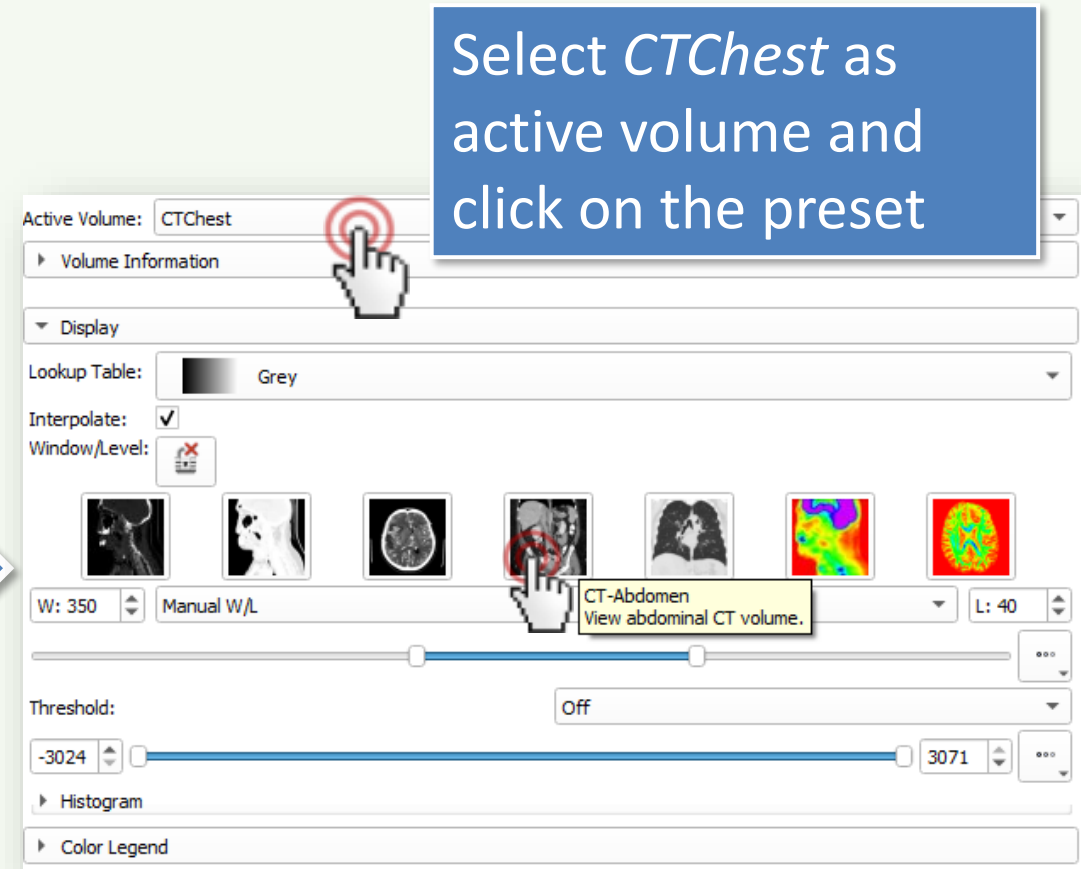 Select CTChest as
active volume and
click on the preset
Active Volume: CTChest
Volume Information
Display
Lookup Table: Grey
Interpolate:
Window/Level:
CT-Abdomen
View abdominal CT volume.
W: 350 Manual W/L L: 40
Threshold: Off
-3024 3071
Histogram
Color Legend